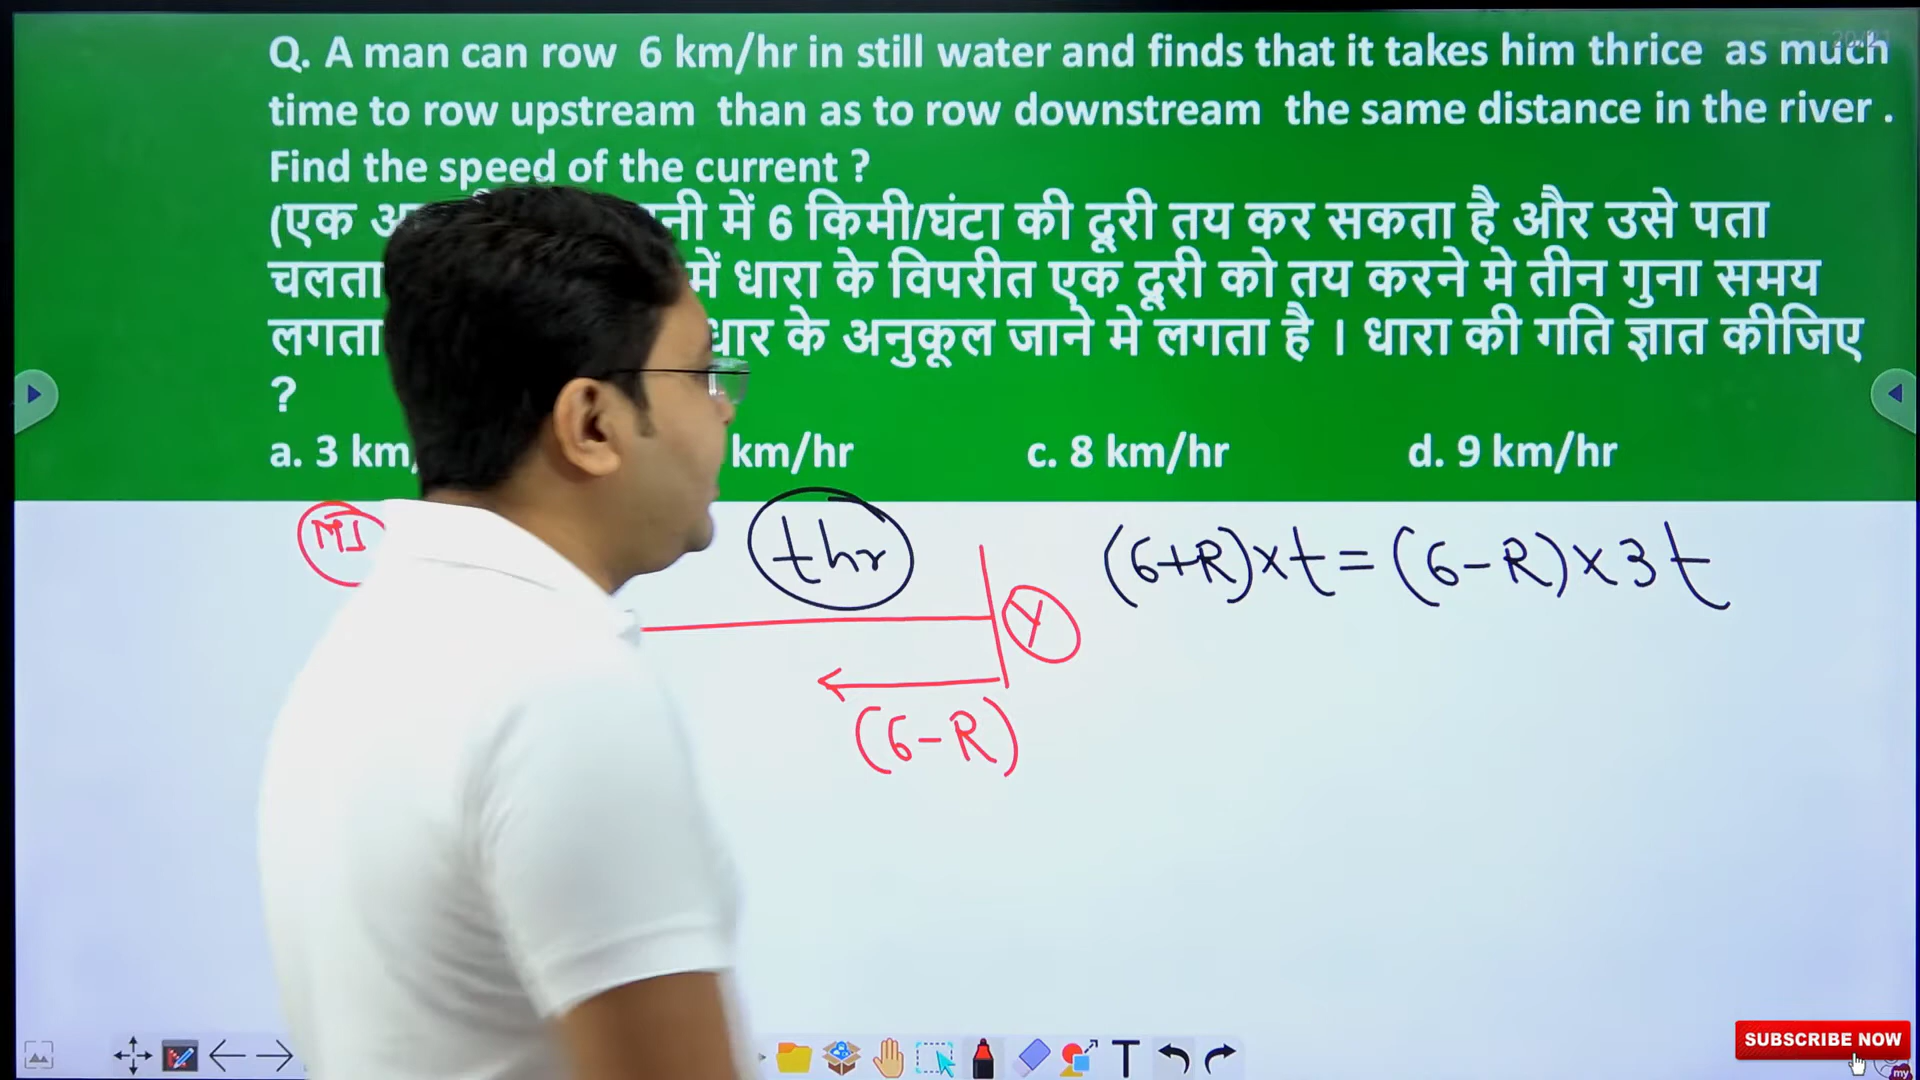 Q. A man can row 6 km/hr in still water and finds that it takes him thrice as much
time to row upstream than as to row downstream the same distance in the river .
Find the speed of the current ?
(एक में 6 किमी/घंटा की दूरी तय कर सकता है और उसे पता
चलता में धारा के विपरीत एक दूरी को तय करने मे तीन गुना समय
लगता धार के अनुकूल जाने मे लगता है । धारा की गति ज्ञात कीजिए
?
a. 3 km/ km/hr c. 8 km/hr d. 9 km/hr
M1 t hr (6+R)×t=(6-R)×3t
Y
(6-R)
T
SUBSCRIBE NOW
my